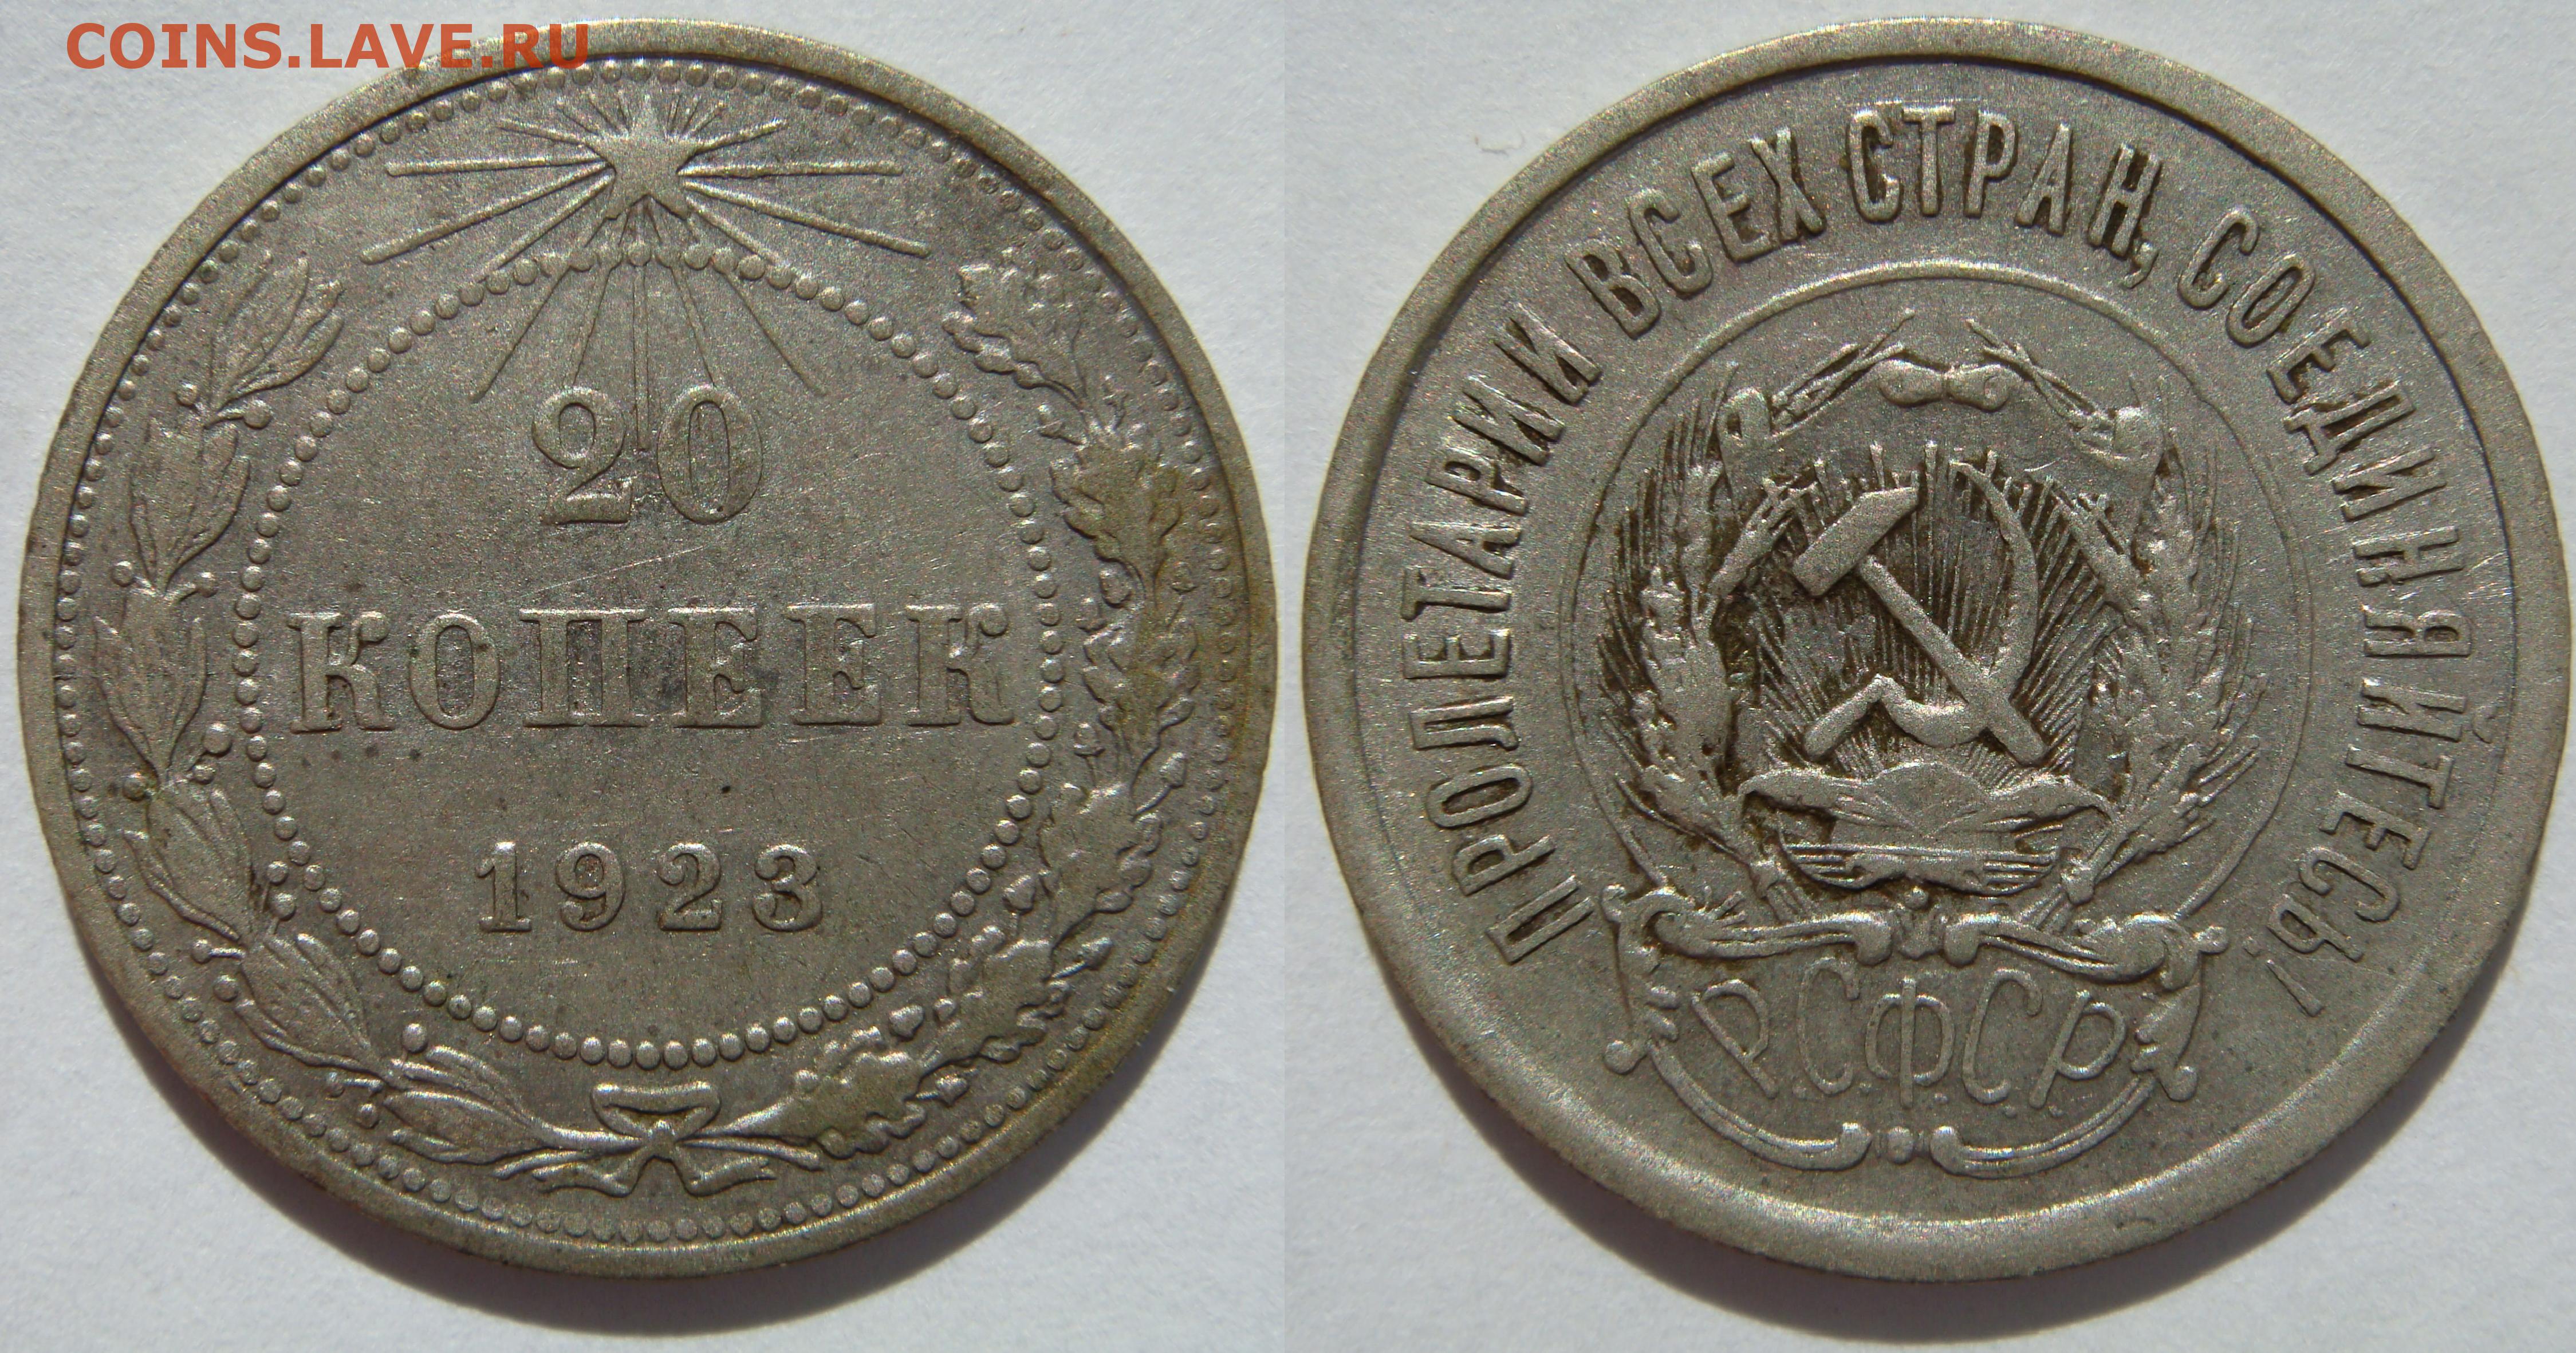 COINS.LAVE.RU
20
КОПЕЕК
1923
ПРОЛЕТАРИИ ВСЕХ СТРАН, СОЕДИНЯЙТЕСЬ!
Р.С.Ф.С.Р.